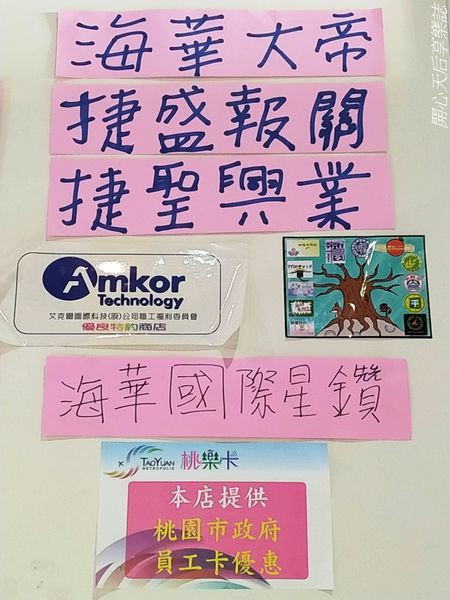 海華大帝
捷盛報關
捷聖興業
Amkor
Technology
艾克爾國際科技(股)公司職工福利委員會
優良特約商店
海華國際星鑽
TAOYUAN
METROPOLIS
桃樂卡
本店提供
桃園市政府
員工卡優惠
開心天后享樂誌